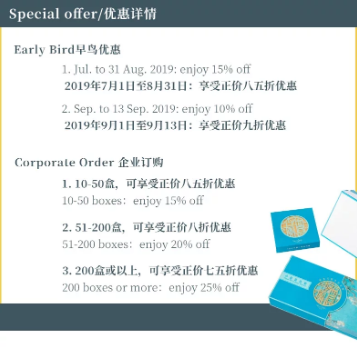 Special offer/优惠详情
Early Bird早鸟优惠
1. Jul. to 31 Aug. 2019: enjoy 15% off
2019年7月1日至8月31日：享受正价八五折优惠
2. Sep. to 13 Sep. 2019: enjoy 10% off
2019年9月1日至9月13日：享受正价九折优惠
Corporate Order 企业订购
1. 10-50盒，可享受正价八五折优惠
10-50 boxes：enjoy 15% off
2. 51-200盒，可享受正价八折优惠
51-200 boxes：enjoy 20% off
3. 200盒或以上，可享受正价七五折优惠
200 boxes or more：enjoy 25% off